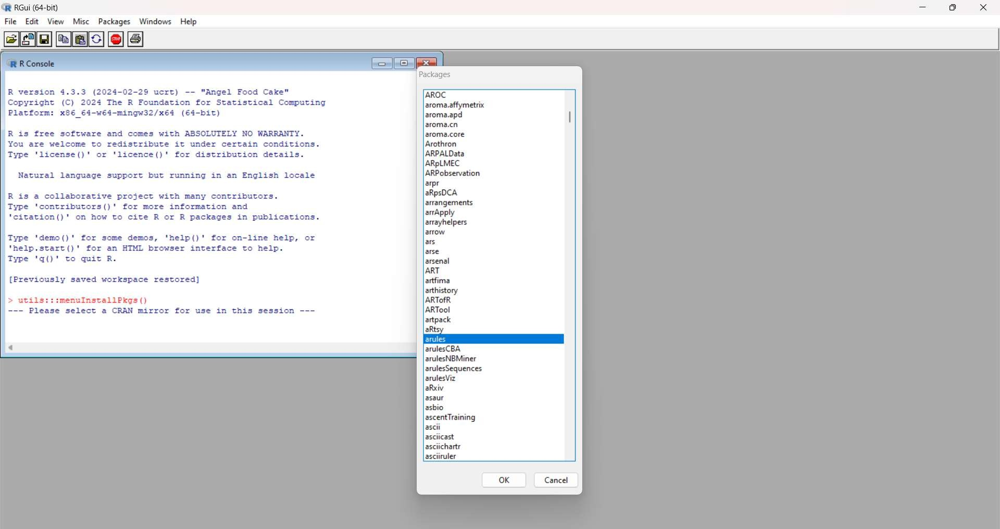 RGui (64-bit)
File Edit View Misc Packages Windows Help
STOP
R Console
R version 4.3.3 (2024-02-29 ucrt) -- "Angel Food Cake"
Copyright (C) 2024 The R Foundation for Statistical Computing
Platform: x86_64-w64-mingw32/x64 (64-bit)
R is free software and comes with ABSOLUTELY NO WARRANTY.
You are welcome to redistribute it under certain conditions.
Type 'license()' or 'licence()' for distribution details.
Natural language support but running in an English locale
R is a collaborative project with many contributors.
Type 'contributors()' for more information and
'citation()' on how to cite R or R packages in publications.
Type 'demo()' for some demos, 'help()' for on-line help, or
'help.start()' for an HTML browser interface to help.
Type 'q()' to quit R.
[Previously saved workspace restored]
> utils:::menuInstallPkgs()
--- Please select a CRAN mirror for use in this session ---
Packages
AROC
aroma.affymetrix
aroma.apd
aroma.cn
aroma.core
Arothron
ARPALData
ARpLMEC
ARPobservation
arpr
aRpsDCA
arrangements
arrApply
arrayhelpers
arrow
ars
arse
arsenal
ART
artfima
arthistory
ARTofR
ARTool
artpack
aRtsy
arules
arulesCBA
arulesNBMiner
arulesSequences
arulesViz
aRxiv
asaur
asbio
ascentTraining
ascii
asciicast
asciichartr
asciiruler
OK Cancel